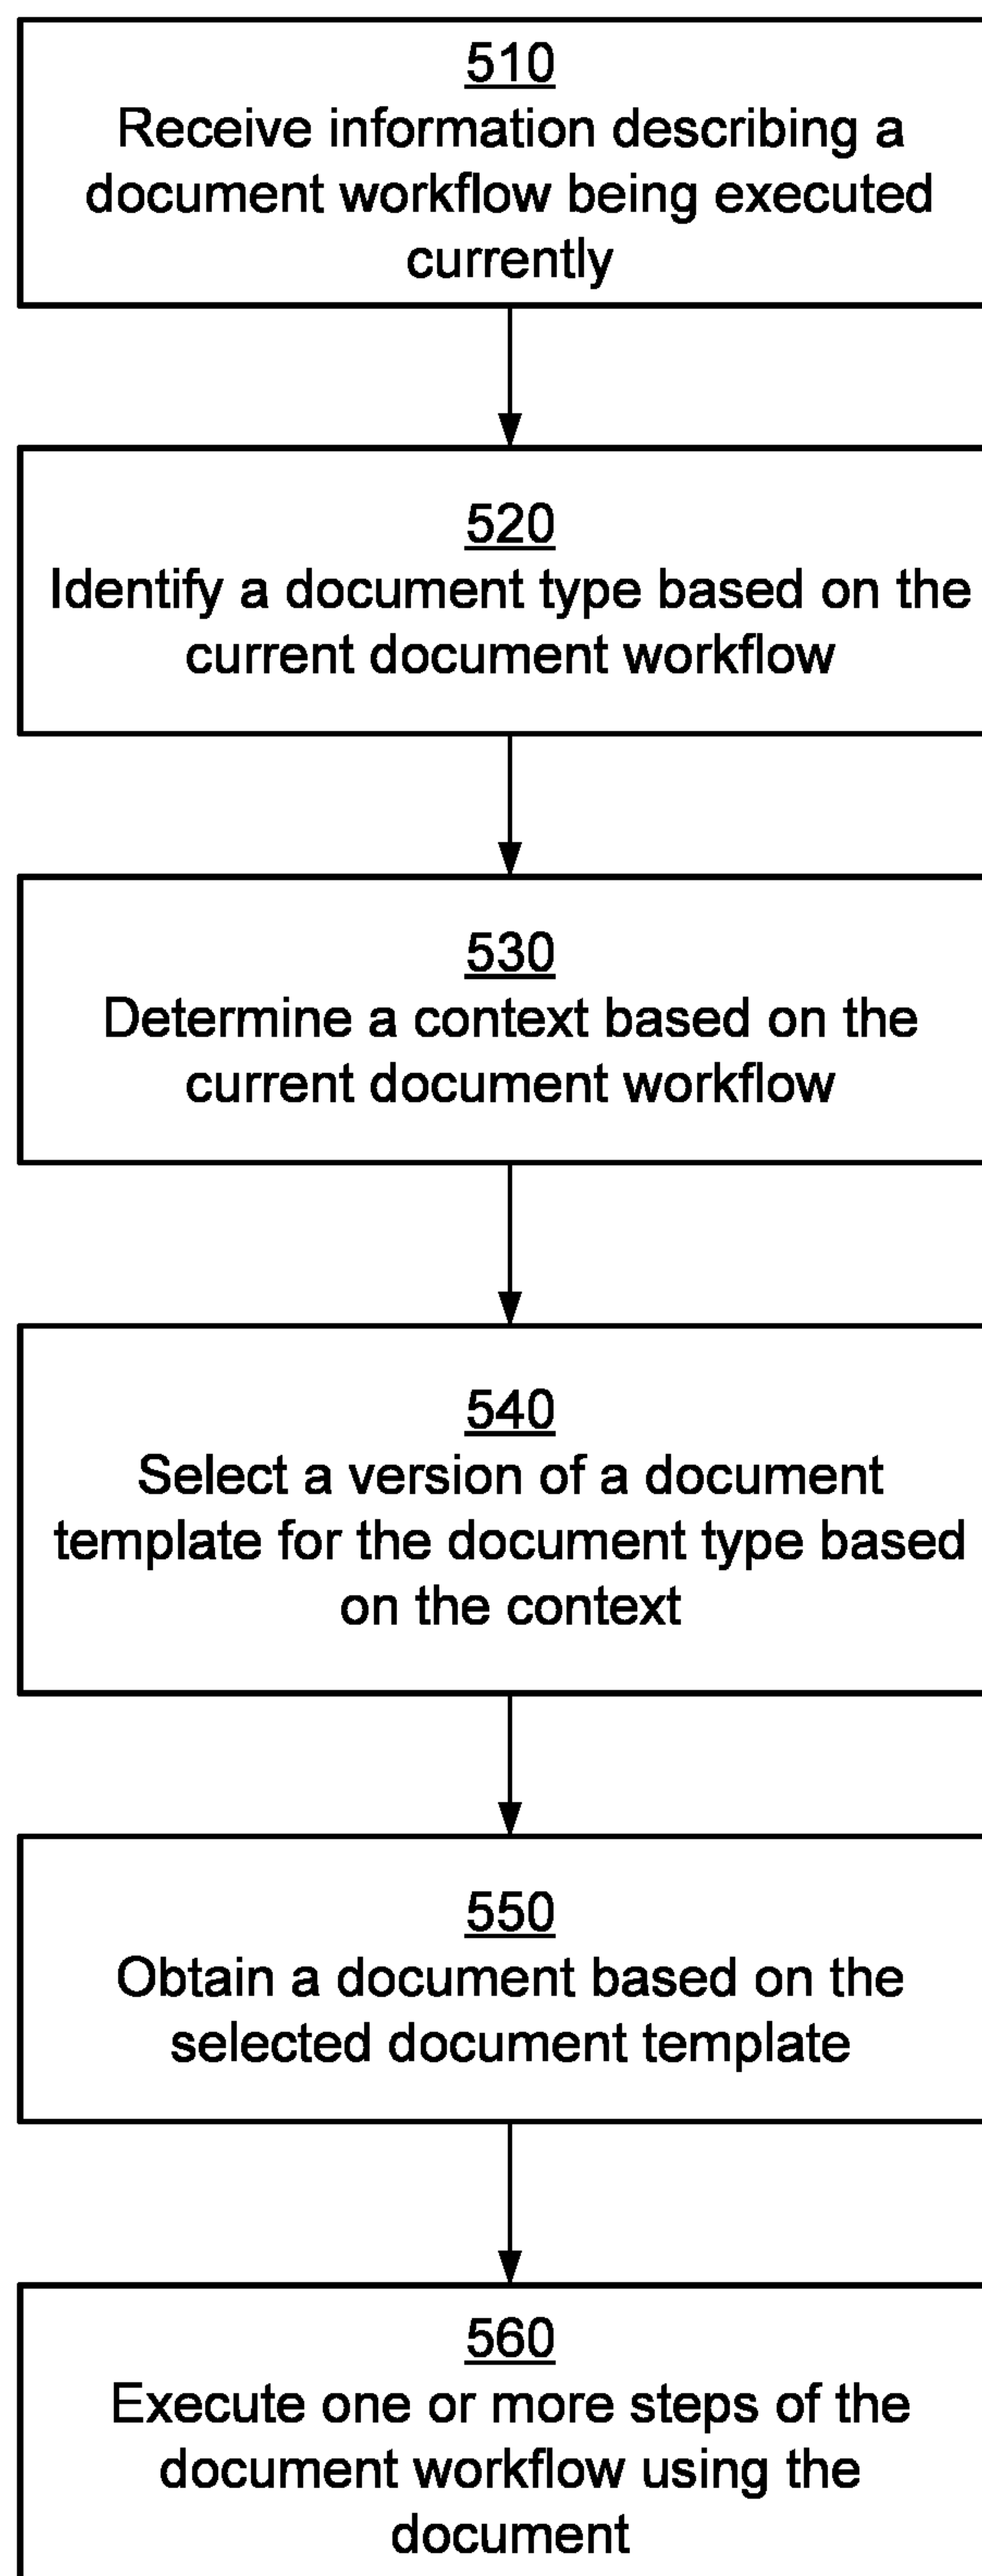 510
Receive information describing a
document workflow being executed
currently
520
Identify a document type based on the
current document workflow
530
Determine a context based on the
current document workflow
540
Select a version of a document
template for the document type based
on the context
550
Obtain a document based on the
selected document template
560
Execute one or more steps of the
document workflow using the
document